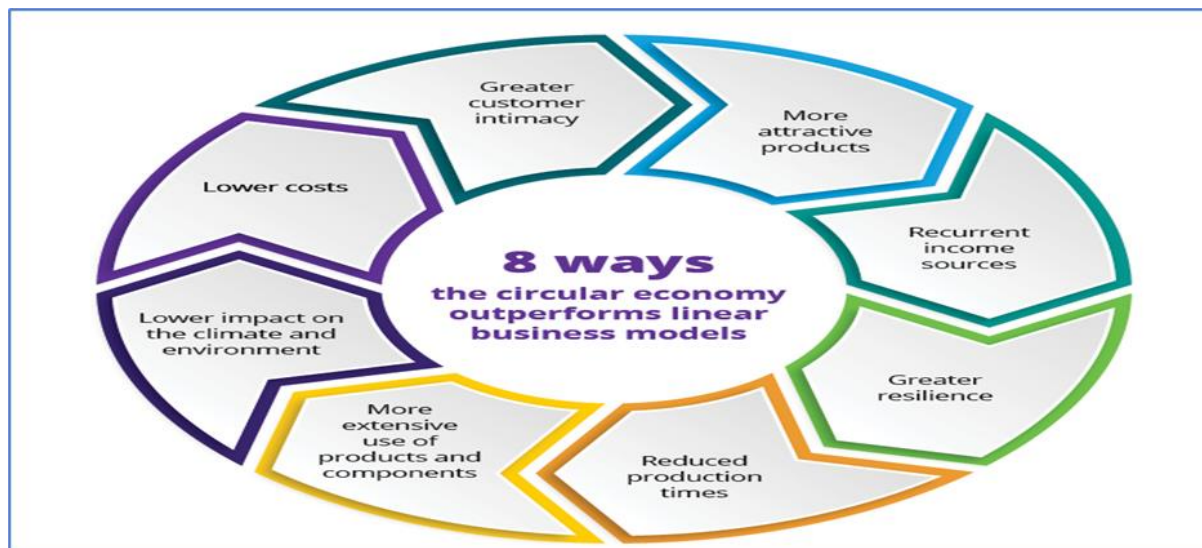 8 ways
the circular economy
outperforms linear
business models
Greater
customer
intimacy
More
attractive
products
Recurrent
income
sources
Greater
resilience
Reduced
production
times
More
extensive
use of
products and
components
Lower impact on
the climate and
environment
Lower costs